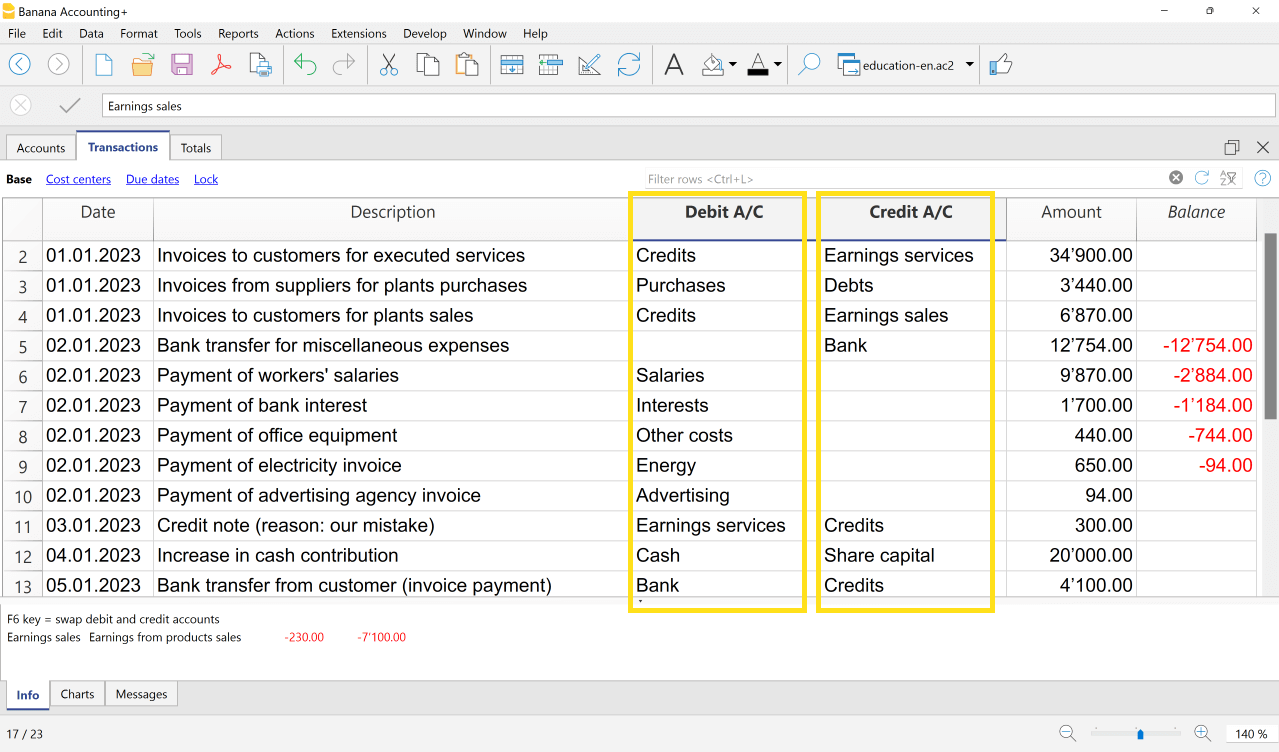 Banana Accounting+
File Edit Data Format Tools Reports Actions Extensions Develop Window Help
education-en.ac2
Earnings sales
Accounts Transactions Totals
Base Cost centers Due dates Lock Filter rows <Ctrl+L>
Date Description Debit A/C Credit A/C Amount Balance
2 01.01.2023 Invoices to customers for executed services Credits Earnings services 34’900.00
3 01.01.2023 Invoices from suppliers for plants purchases Purchases Debts 3’440.00
4 01.01.2023 Invoices to customers for plants sales Credits Earnings sales 6’870.00
5 02.01.2023 Bank transfer for miscellaneous expenses Bank 12’754.00 -12’754.00
6 02.01.2023 Payment of workers' salaries Salaries 9’870.00 -2’884.00
7 02.01.2023 Payment of bank interest Interests 1’700.00 -1’184.00
8 02.01.2023 Payment of office equipment Other costs 440.00 -744.00
9 02.01.2023 Payment of electricity invoice Energy 650.00 -94.00
10 02.01.2023 Payment of advertising agency invoice Advertising 94.00
11 03.01.2023 Credit note (reason: our mistake) Earnings services Credits 300.00
12 04.01.2023 Increase in cash contribution Cash Share capital 20’000.00
13 05.01.2023 Bank transfer from customer (invoice payment) Bank Credits 4’100.00
F6 key = swap debit and credit accounts
Earnings sales Earnings from products sales -230.00 -7’100.00
Info Charts Messages
17 / 23 140 %